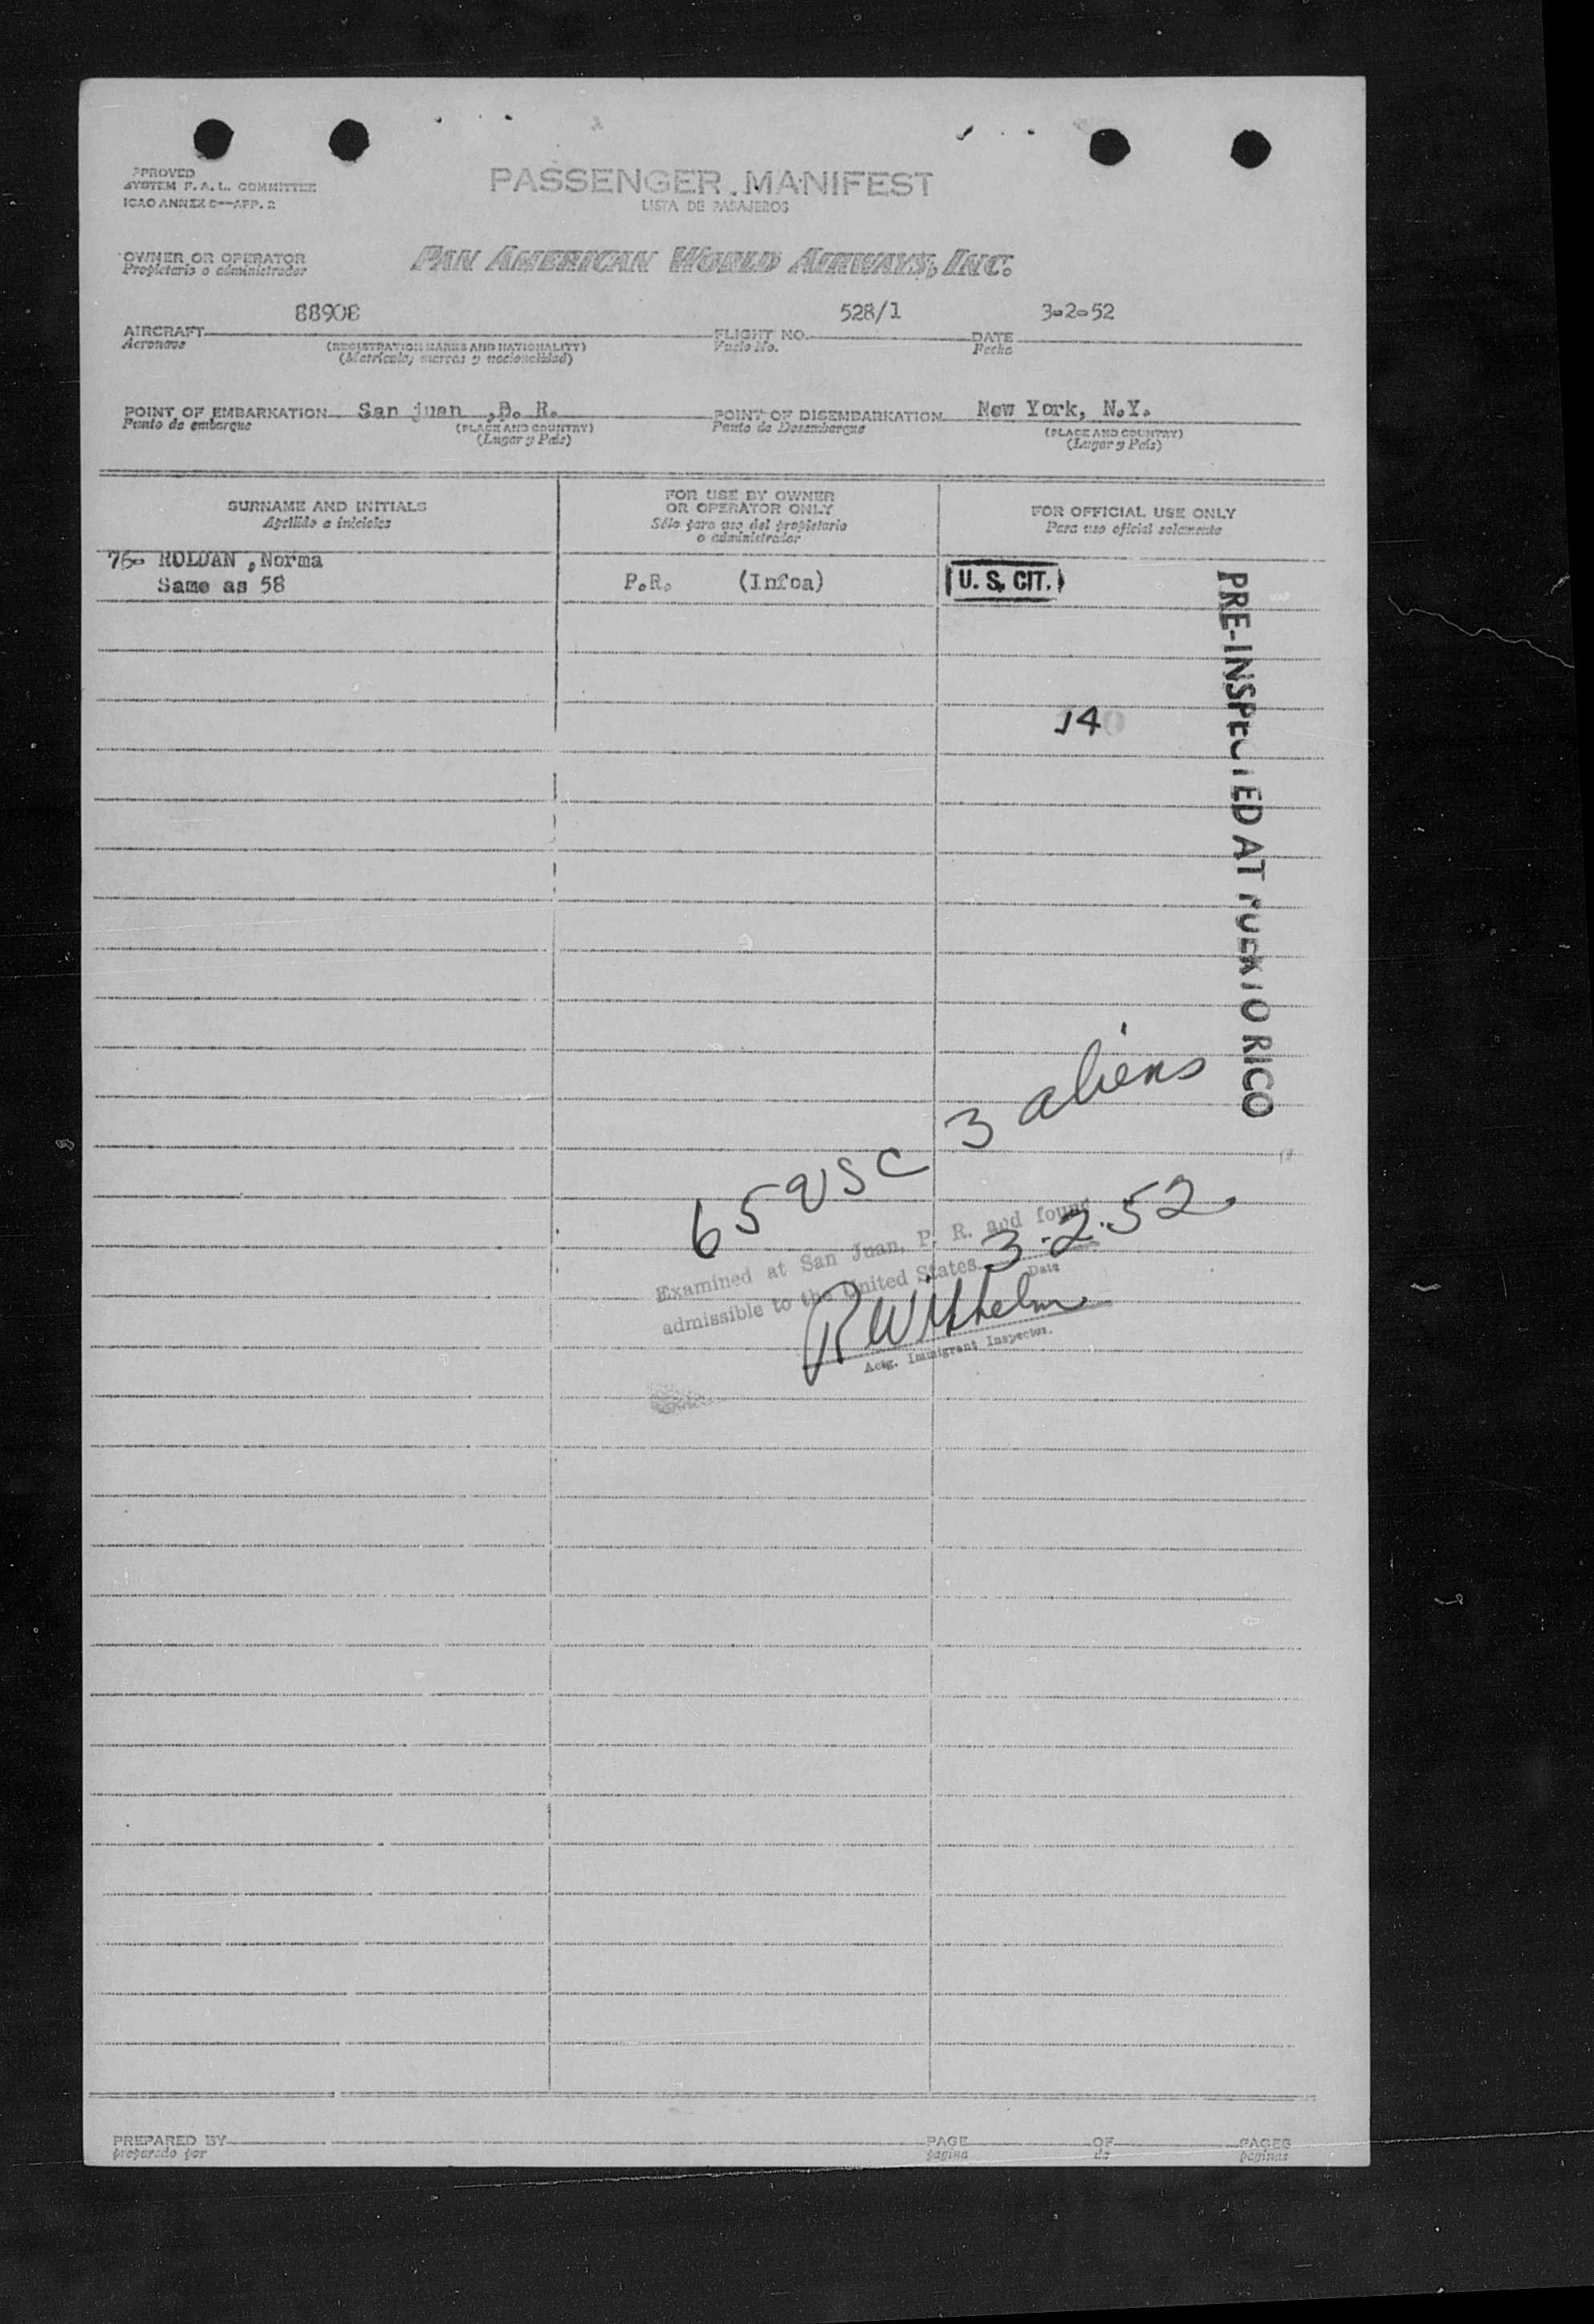 APPROVED
SYSTEM F. A. L. COMMITTEE
ICAO ANNEX 9—APP. 2
PASSENGER MANIFEST
LISTA DE PASAJEROS
OWNER OR OPERATOR
Propietario o administrador
PAN AMERICAN WORLD AIRWAYS, INC.
88908 528/1 3-2-52
AIRCRAFT FLIGHT NO. DATE
Aeronave (REGISTRATION MARKS AND NATIONALITY) Vuelo No. Fecha
(Matrícula, marcas y nacionalidad)
POINT OF EMBARKATION San juan ,P. R. POINT OF DISEMBARKATION New York, N.Y.
Punto de embarque (PLACE AND COUNTRY) Punto de Desembarque (PLACE AND COUNTRY)
(Lugar y País) (Lugar y País)
SURNAME AND INITIALS
Apellido e iniciales
FOR USE BY OWNER
OR OPERATOR ONLY
Sólo para uso del propietario
o administrador
FOR OFFICIAL USE ONLY
Para uso oficial solamente
76- ROLDAN ,Norma
Same as 58 P.R. (Infoa) U. S. CIT.
PRE-INSPECTED AT PUERTO RICO
14
3 aliens
65 USC
3.2.52.
Examined at San Juan, P. R. and found
admissible to the United States
Date
R Wilhelm
Actg. Immigrant Inspector.
PREPARED BY PAGE OF PAGES
preparado por página de páginas